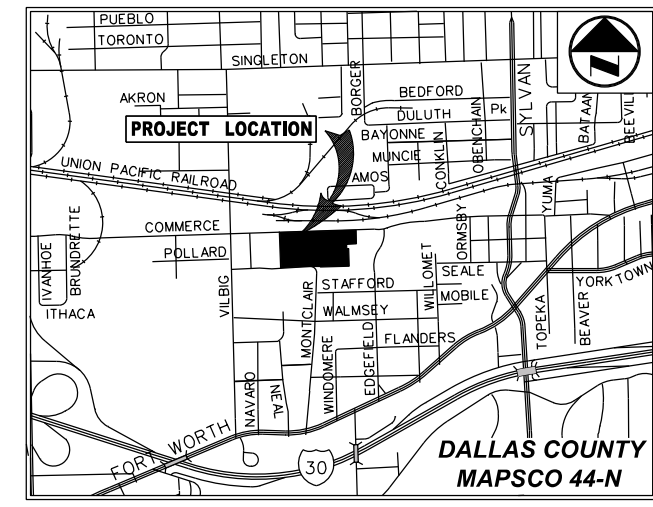 PUEBLO
TORONTO
SINGLETON
BORGER
AKRON
BEDFORD
DULUTH
Pk
SYLVAN
BATAAN
BEEVILLE
PROJECT LOCATION
BAYONNE
MUNCIE
CONKLIN
OBENCHAIN
UNION PACIFIC RAILROAD
AMOS
YUMA
COMMERCE
POLLARD
ORMSBY
IVANHOE
BRUNDRETTE
VILBIG
WILLOMET
SEALE
YORKTOWN
STAFFORD
MOBILE
ITHACA
MONTCLAIR
WALMSEY
TOPEKA
BEAVER
FLANDERS
WINDOMERE
EDGEFIELD
NAVARO
NEAL
FORT WORTH
30
DALLAS COUNTY
MAPSCO 44-N